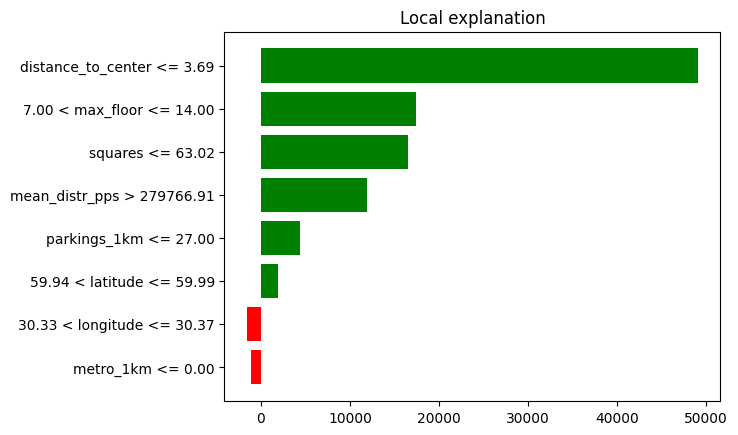 Local explanation
distance_to_center <= 3.69
7.00 < max_floor <= 14.00
squares <= 63.02
mean_distr_pps > 279766.91
parkings_1km <= 27.00
59.94 < latitude <= 59.99
30.33 < longitude <= 30.37
metro_1km <= 0.00
0 10000 20000 30000 40000 50000